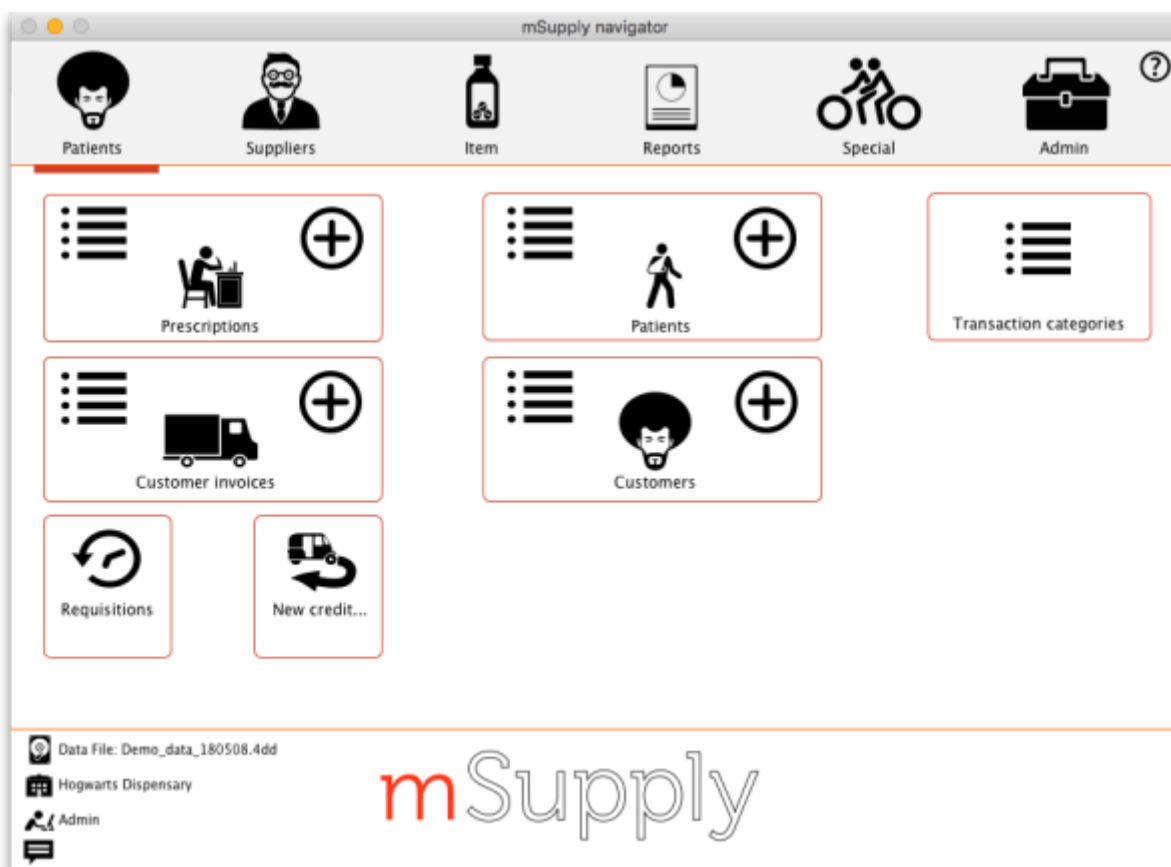 mSupply navigator
?
Patients
Suppliers
Item
Reports
Special
Admin
Prescriptions
Patients
Transaction categories
Customer invoices
Customers
Requisitions
New credit...
Data File: Demo_data_180508.4dd
Hogwarts Dispensary
Admin
mSupply